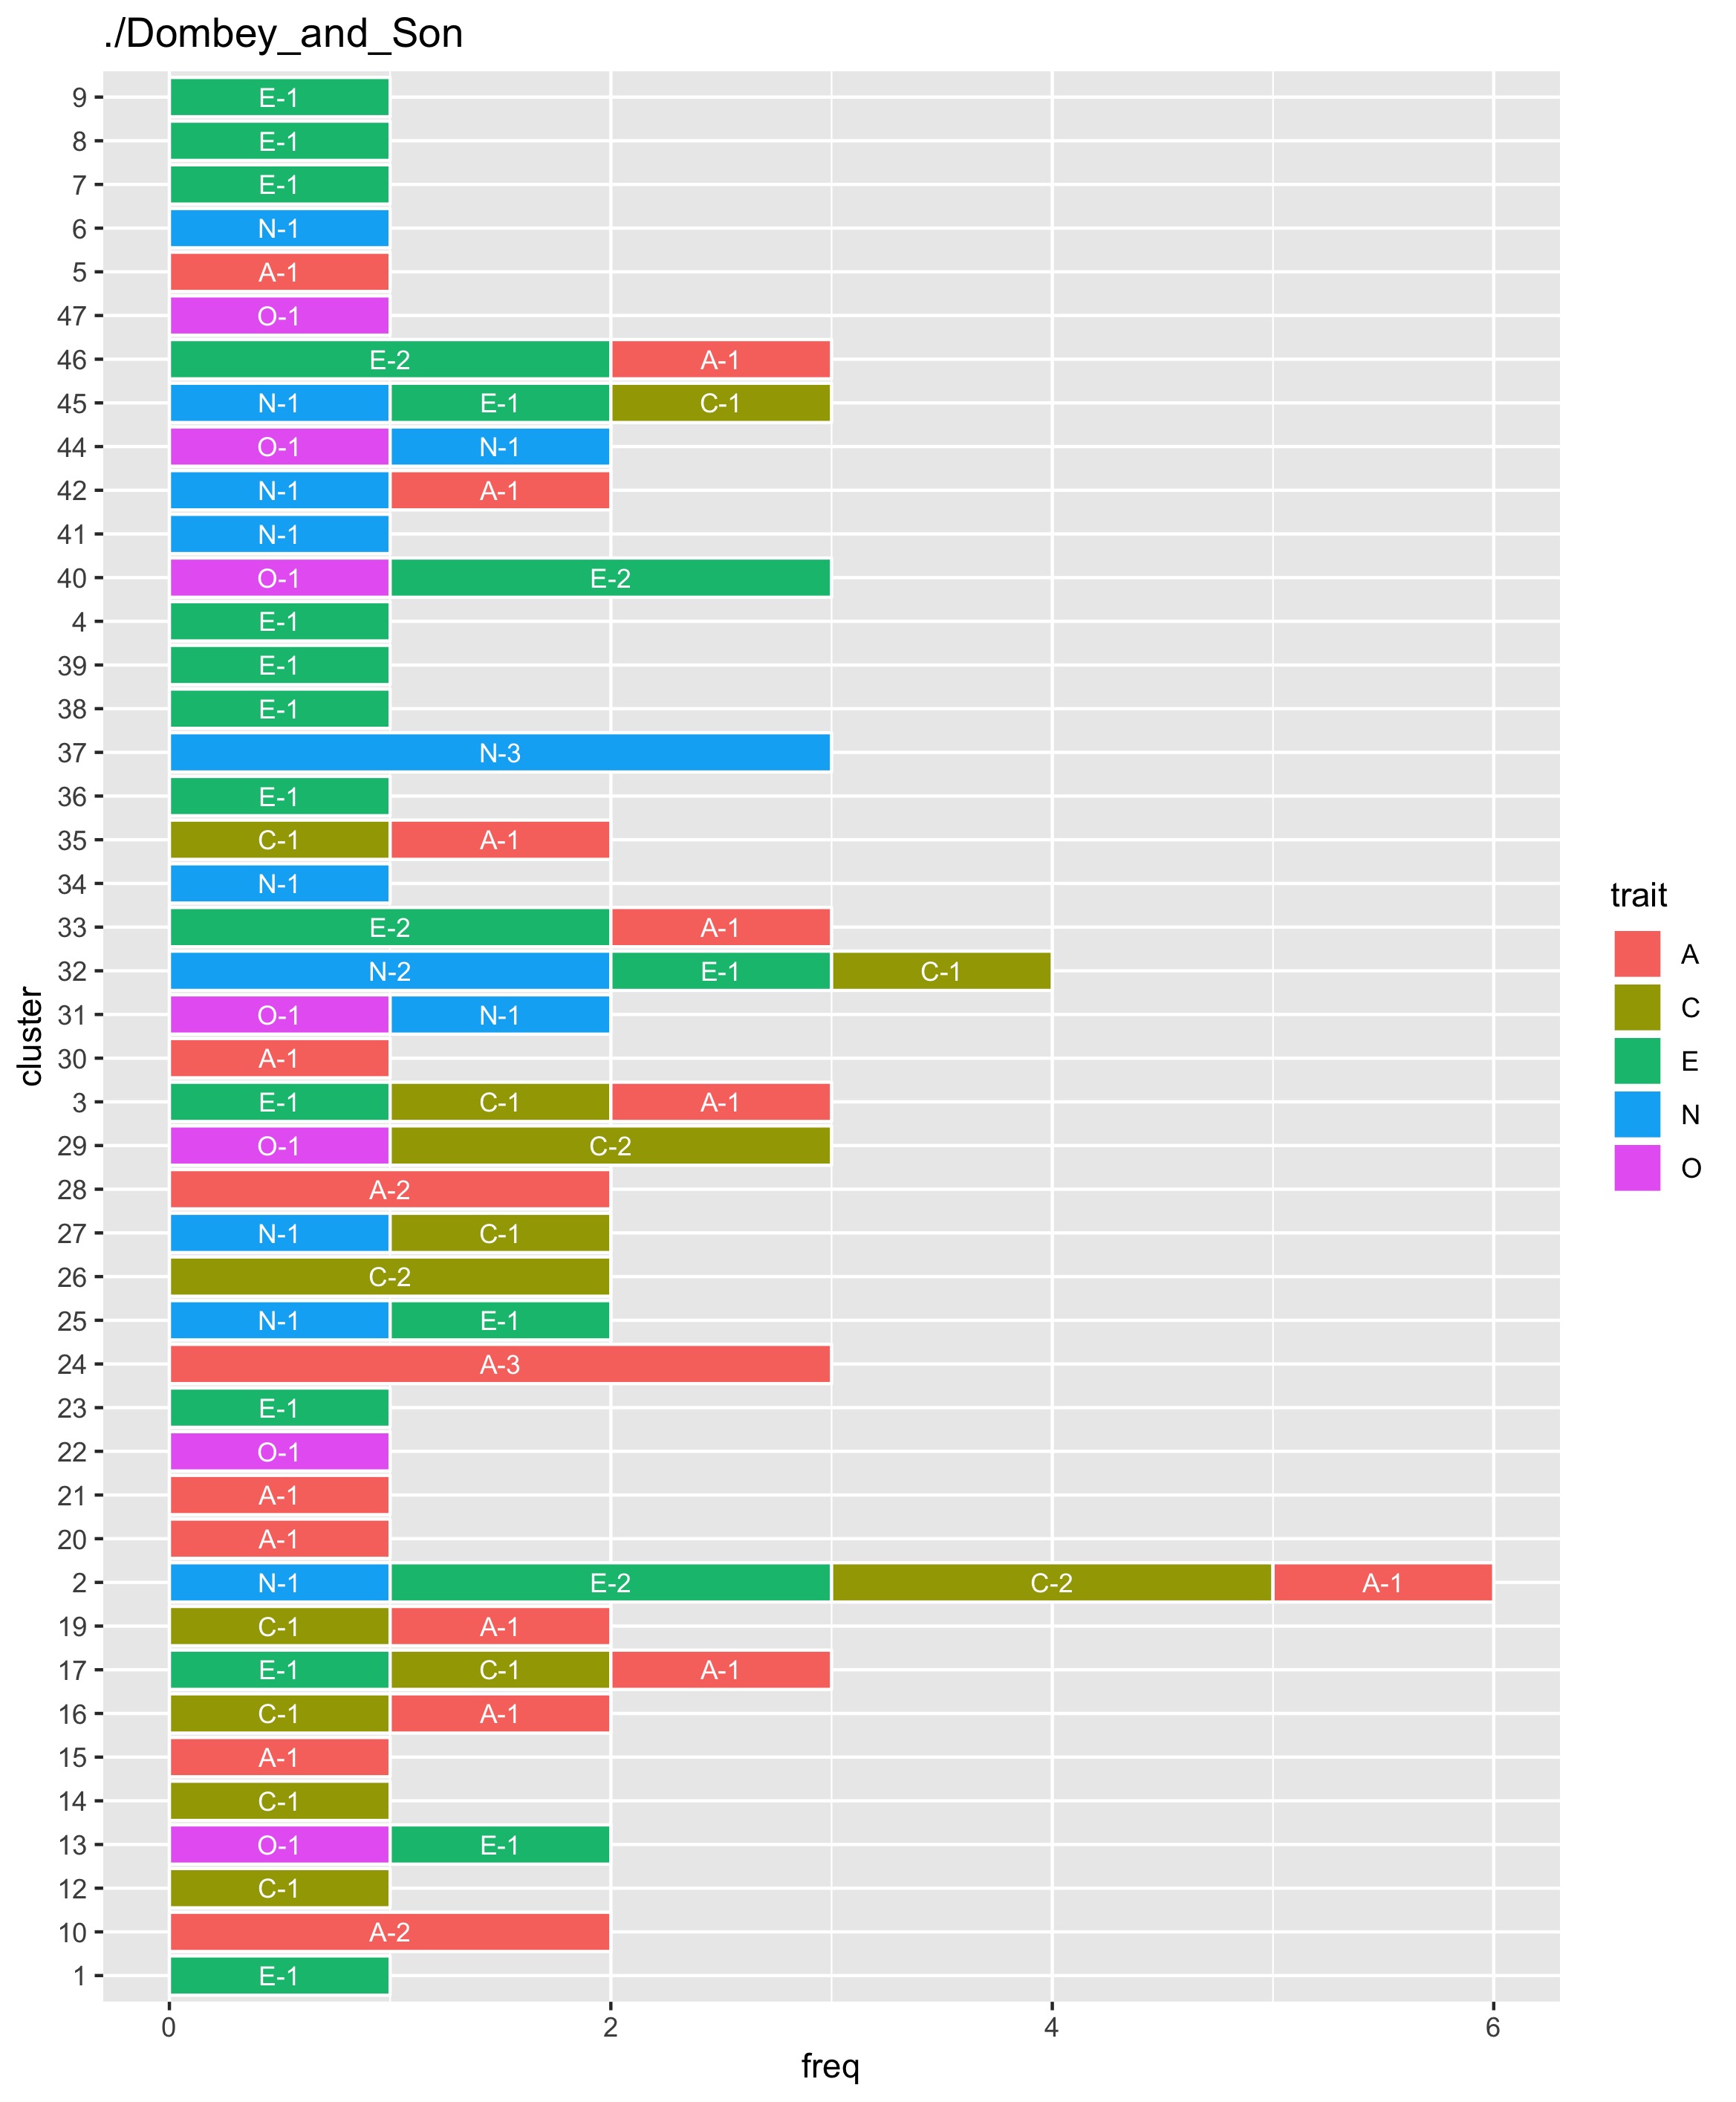 ./Dombey_and_Son
9 E-1
8 E-1
7 E-1
6 N-1
5 A-1
47 O-1
46 E-2 A-1
45 N-1 E-1 C-1
44 O-1 N-1
42 N-1 A-1
41 N-1
40 O-1 E-2
4 E-1
39 E-1
38 E-1
37 N-3
36 E-1
35 C-1 A-1
34 N-1
33 E-2 A-1
32 N-2 E-1 C-1
31 O-1 N-1
30 A-1
3 E-1 C-1 A-1
29 O-1 C-2
28 A-2
27 N-1 C-1
26 C-2
25 N-1 E-1
24 A-3
23 E-1
22 O-1
21 A-1
20 A-1
2 N-1 E-2 C-2 A-1
19 C-1 A-1
17 E-1 C-1 A-1
16 C-1 A-1
15 A-1
14 C-1
13 O-1 E-1
12 C-1
10 A-2
1 E-1
0 2 4 6
freq
cluster
trait
A
C
E
N
O